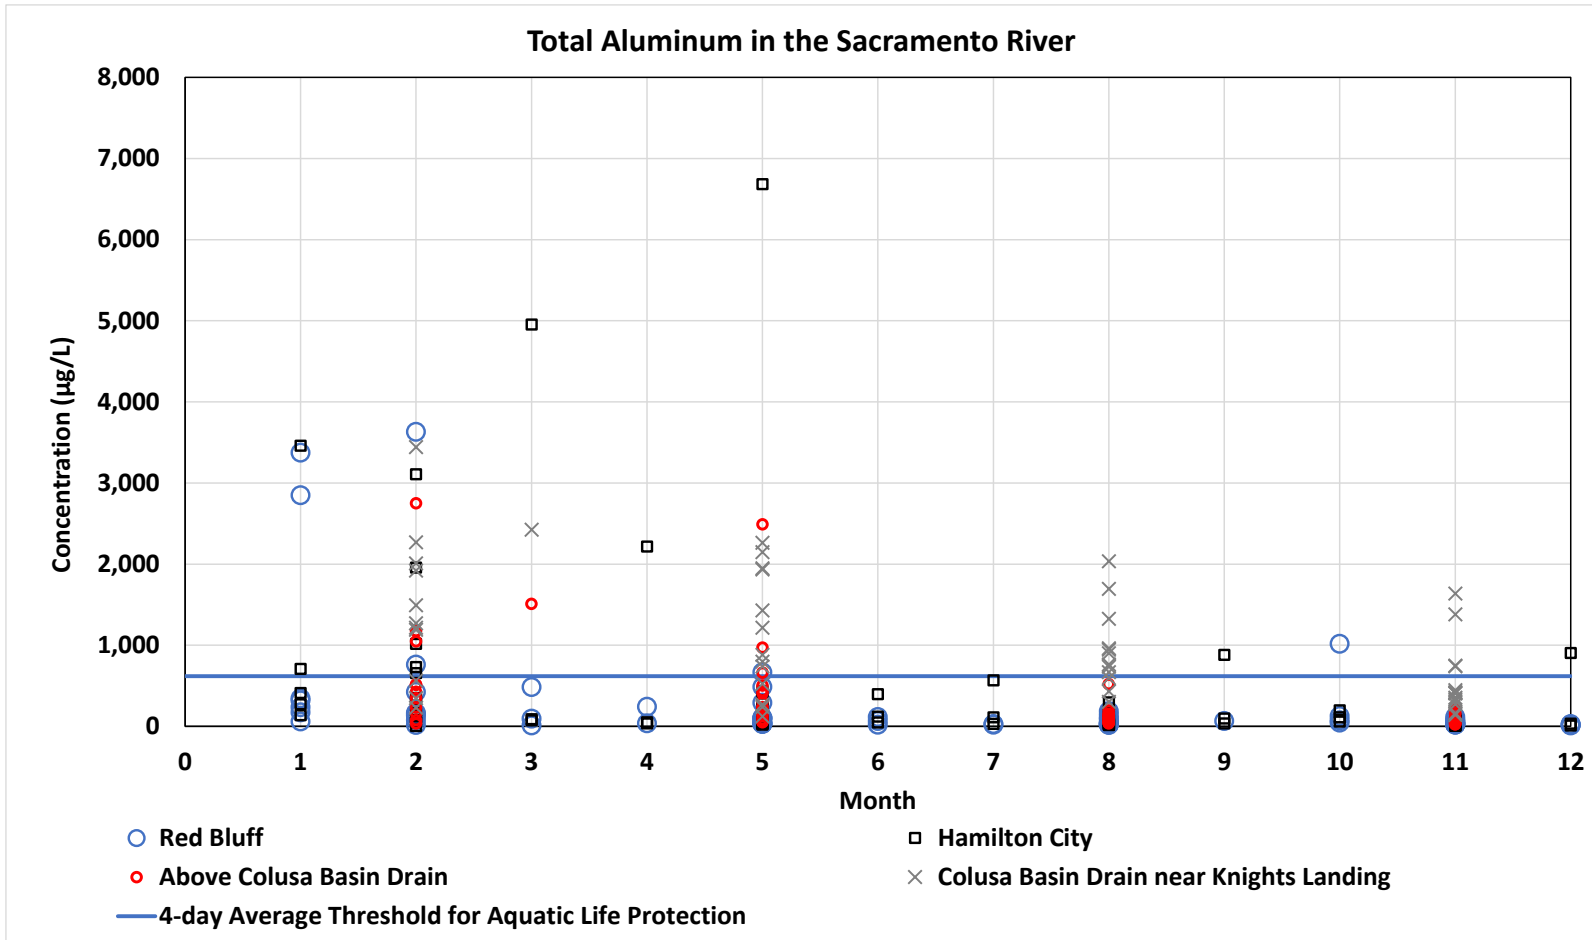 Total Aluminum in the Sacramento River
8,000
7,000
6,000
5,000
4,000
3,000
2,000
1,000
0
Concentration (µg/L)
0 1 2 3 4 5 6 7 8 9 10 11 12
Month
Red Bluff
Hamilton City
Above Colusa Basin Drain
Colusa Basin Drain near Knights Landing
4-day Average Threshold for Aquatic Life Protection